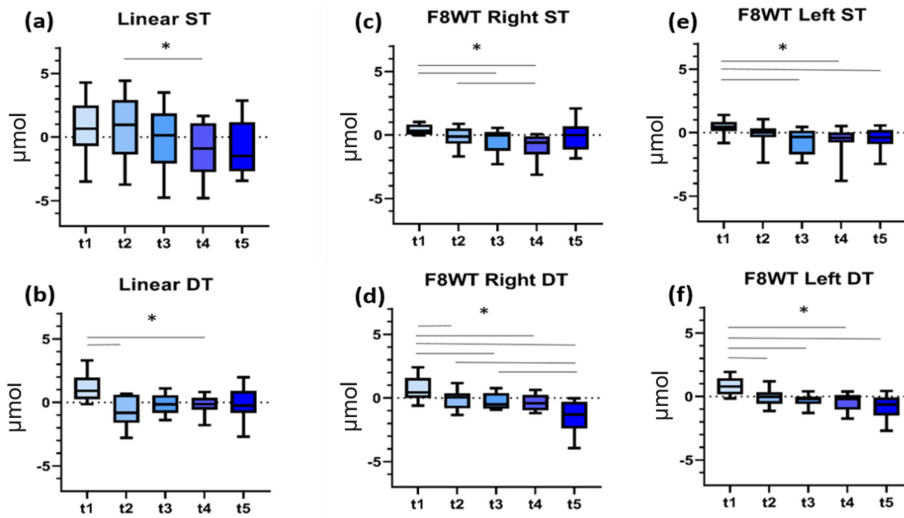 (a) Linear ST
*
5
0
-5
μmol
t1 t2 t3 t4 t5
(c) F8WT Right ST
*
5
0
-5
μmol
t1 t2 t3 t4 t5
(e) F8WT Left ST
*
5
0
-5
μmol
t1 t2 t3 t4 t5
(b) Linear DT
*
5
0
-5
μmol
t1 t2 t3 t4 t5
(d) F8WT Right DT
*
5
0
-5
μmol
t1 t2 t3 t4 t5
(f) F8WT Left DT
*
5
0
-5
μmol
t1 t2 t3 t4 t5